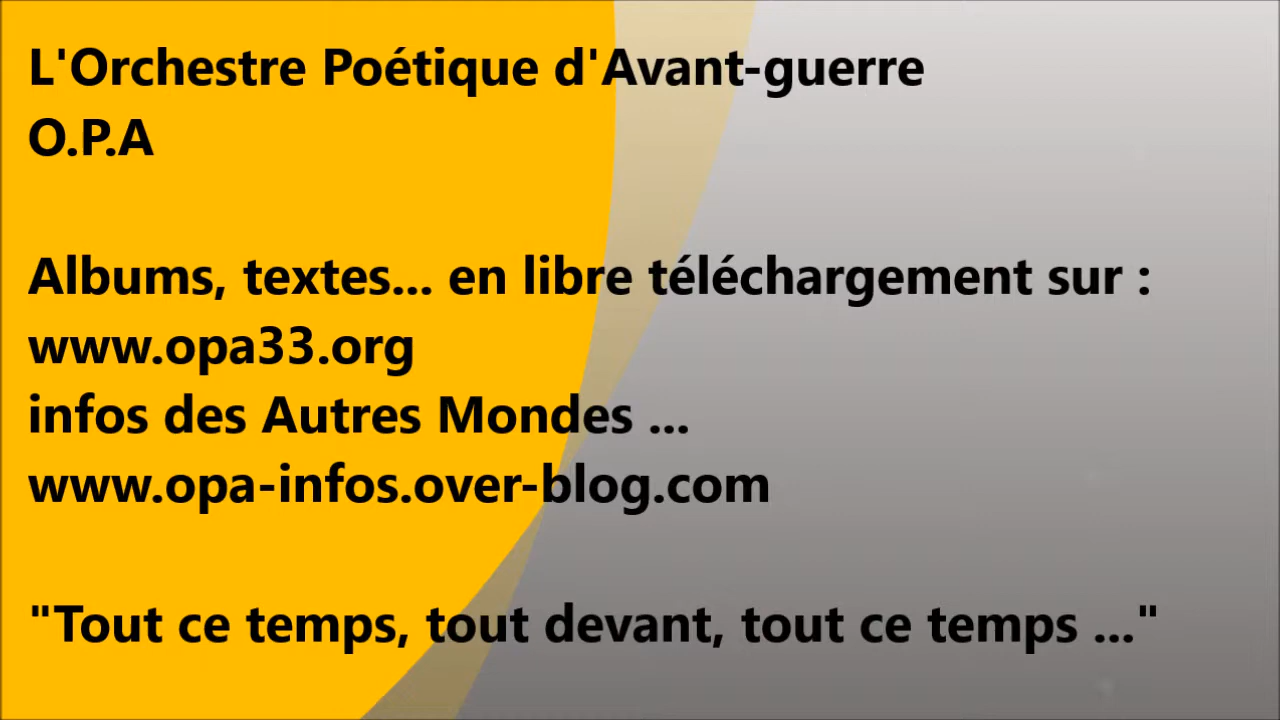 L'Orchestre Poétique d'Avant-guerre
O.P.A
Albums, textes... en libre téléchargement sur :
www.opa33.org
infos des Autres Mondes ...
www.opa-infos.over-blog.com
"Tout ce temps, tout devant, tout ce temps ..."